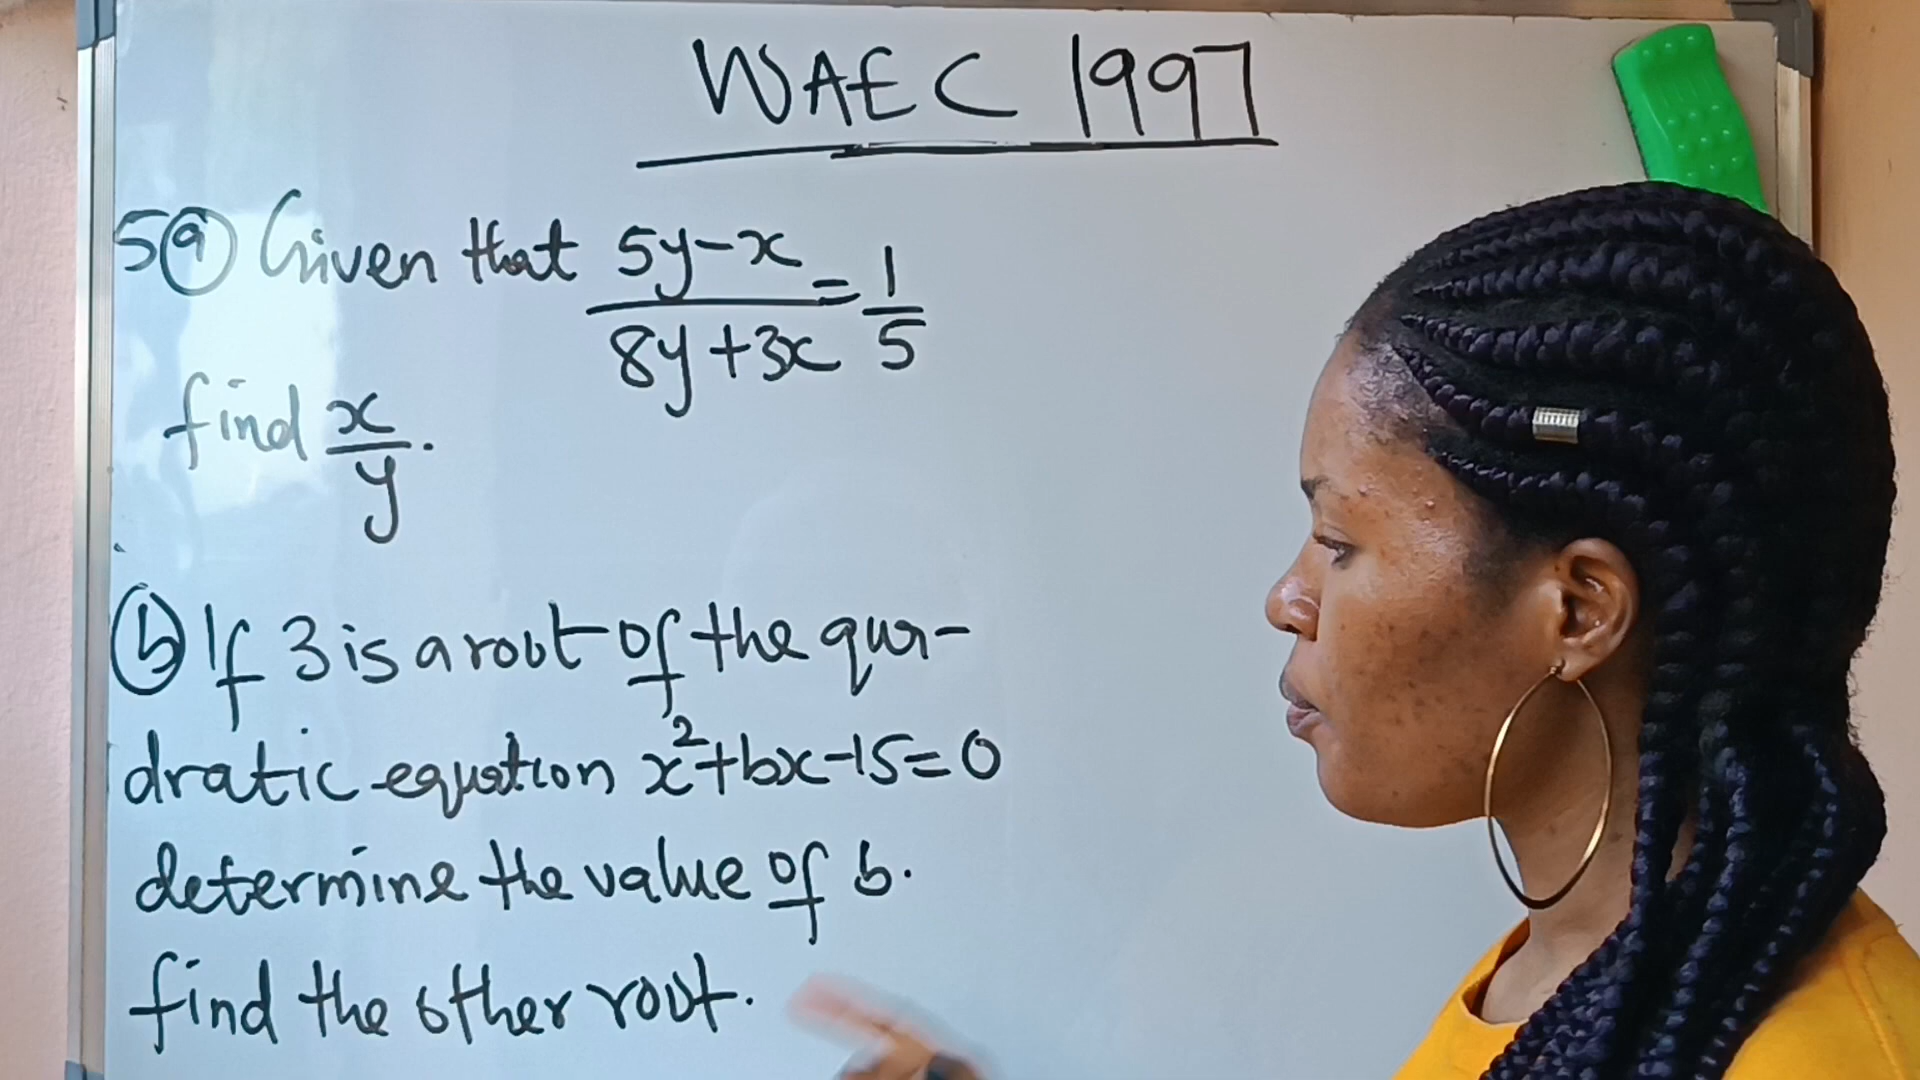 WAEC 1997
5(a) Given that 5y-x/8y+3x = 1/5
find x/y.
(b) If 3 is a root of the qua-
dratic equation x²+bx-15=0
determine the value of b.
find the other root.